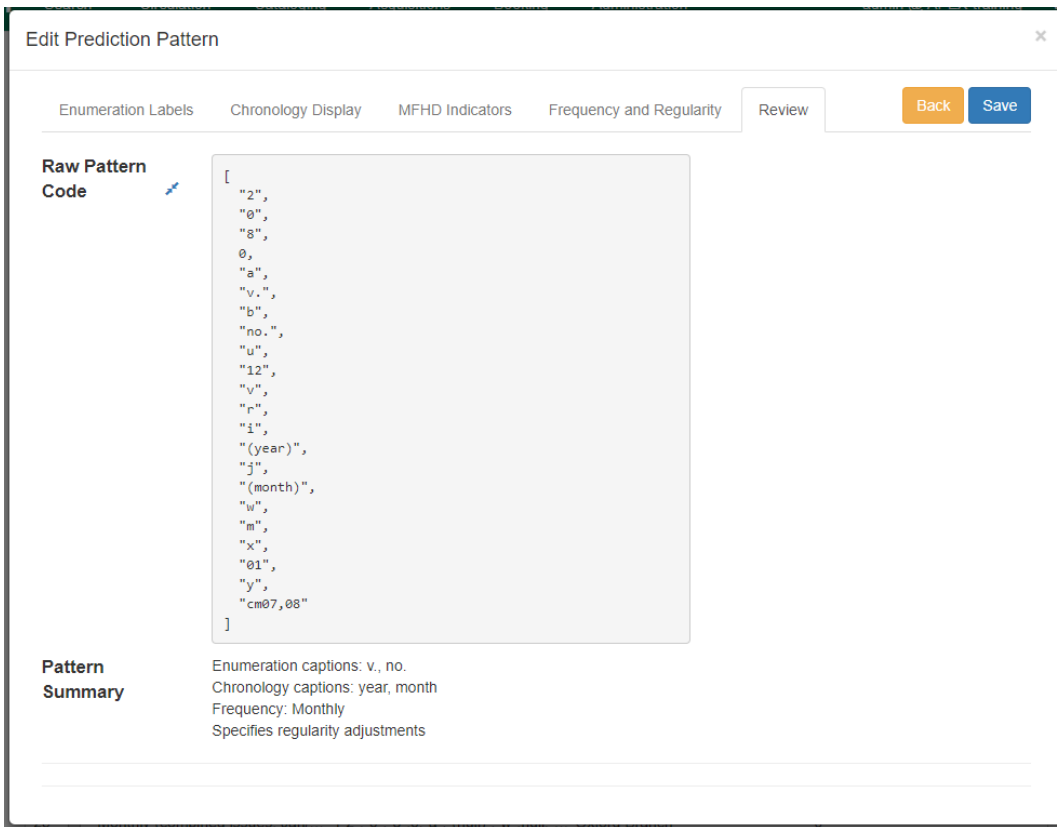 Edit Prediction Pattern ×
Enumeration Labels Chronology Display MFHD Indicators Frequency and Regularity Review Back Save
Raw Pattern
Code
[
"2",
"0",
"8",
0,
"a",
"v.",
"b",
"no.",
"u",
"12",
"v",
"r",
"i",
"(year)",
"j",
"(month)",
"w",
"m",
"x",
"01",
"y",
"cm07,08"
]
Pattern
Summary
Enumeration captions: v., no.
Chronology captions: year, month
Frequency: Monthly
Specifies regularity adjustments